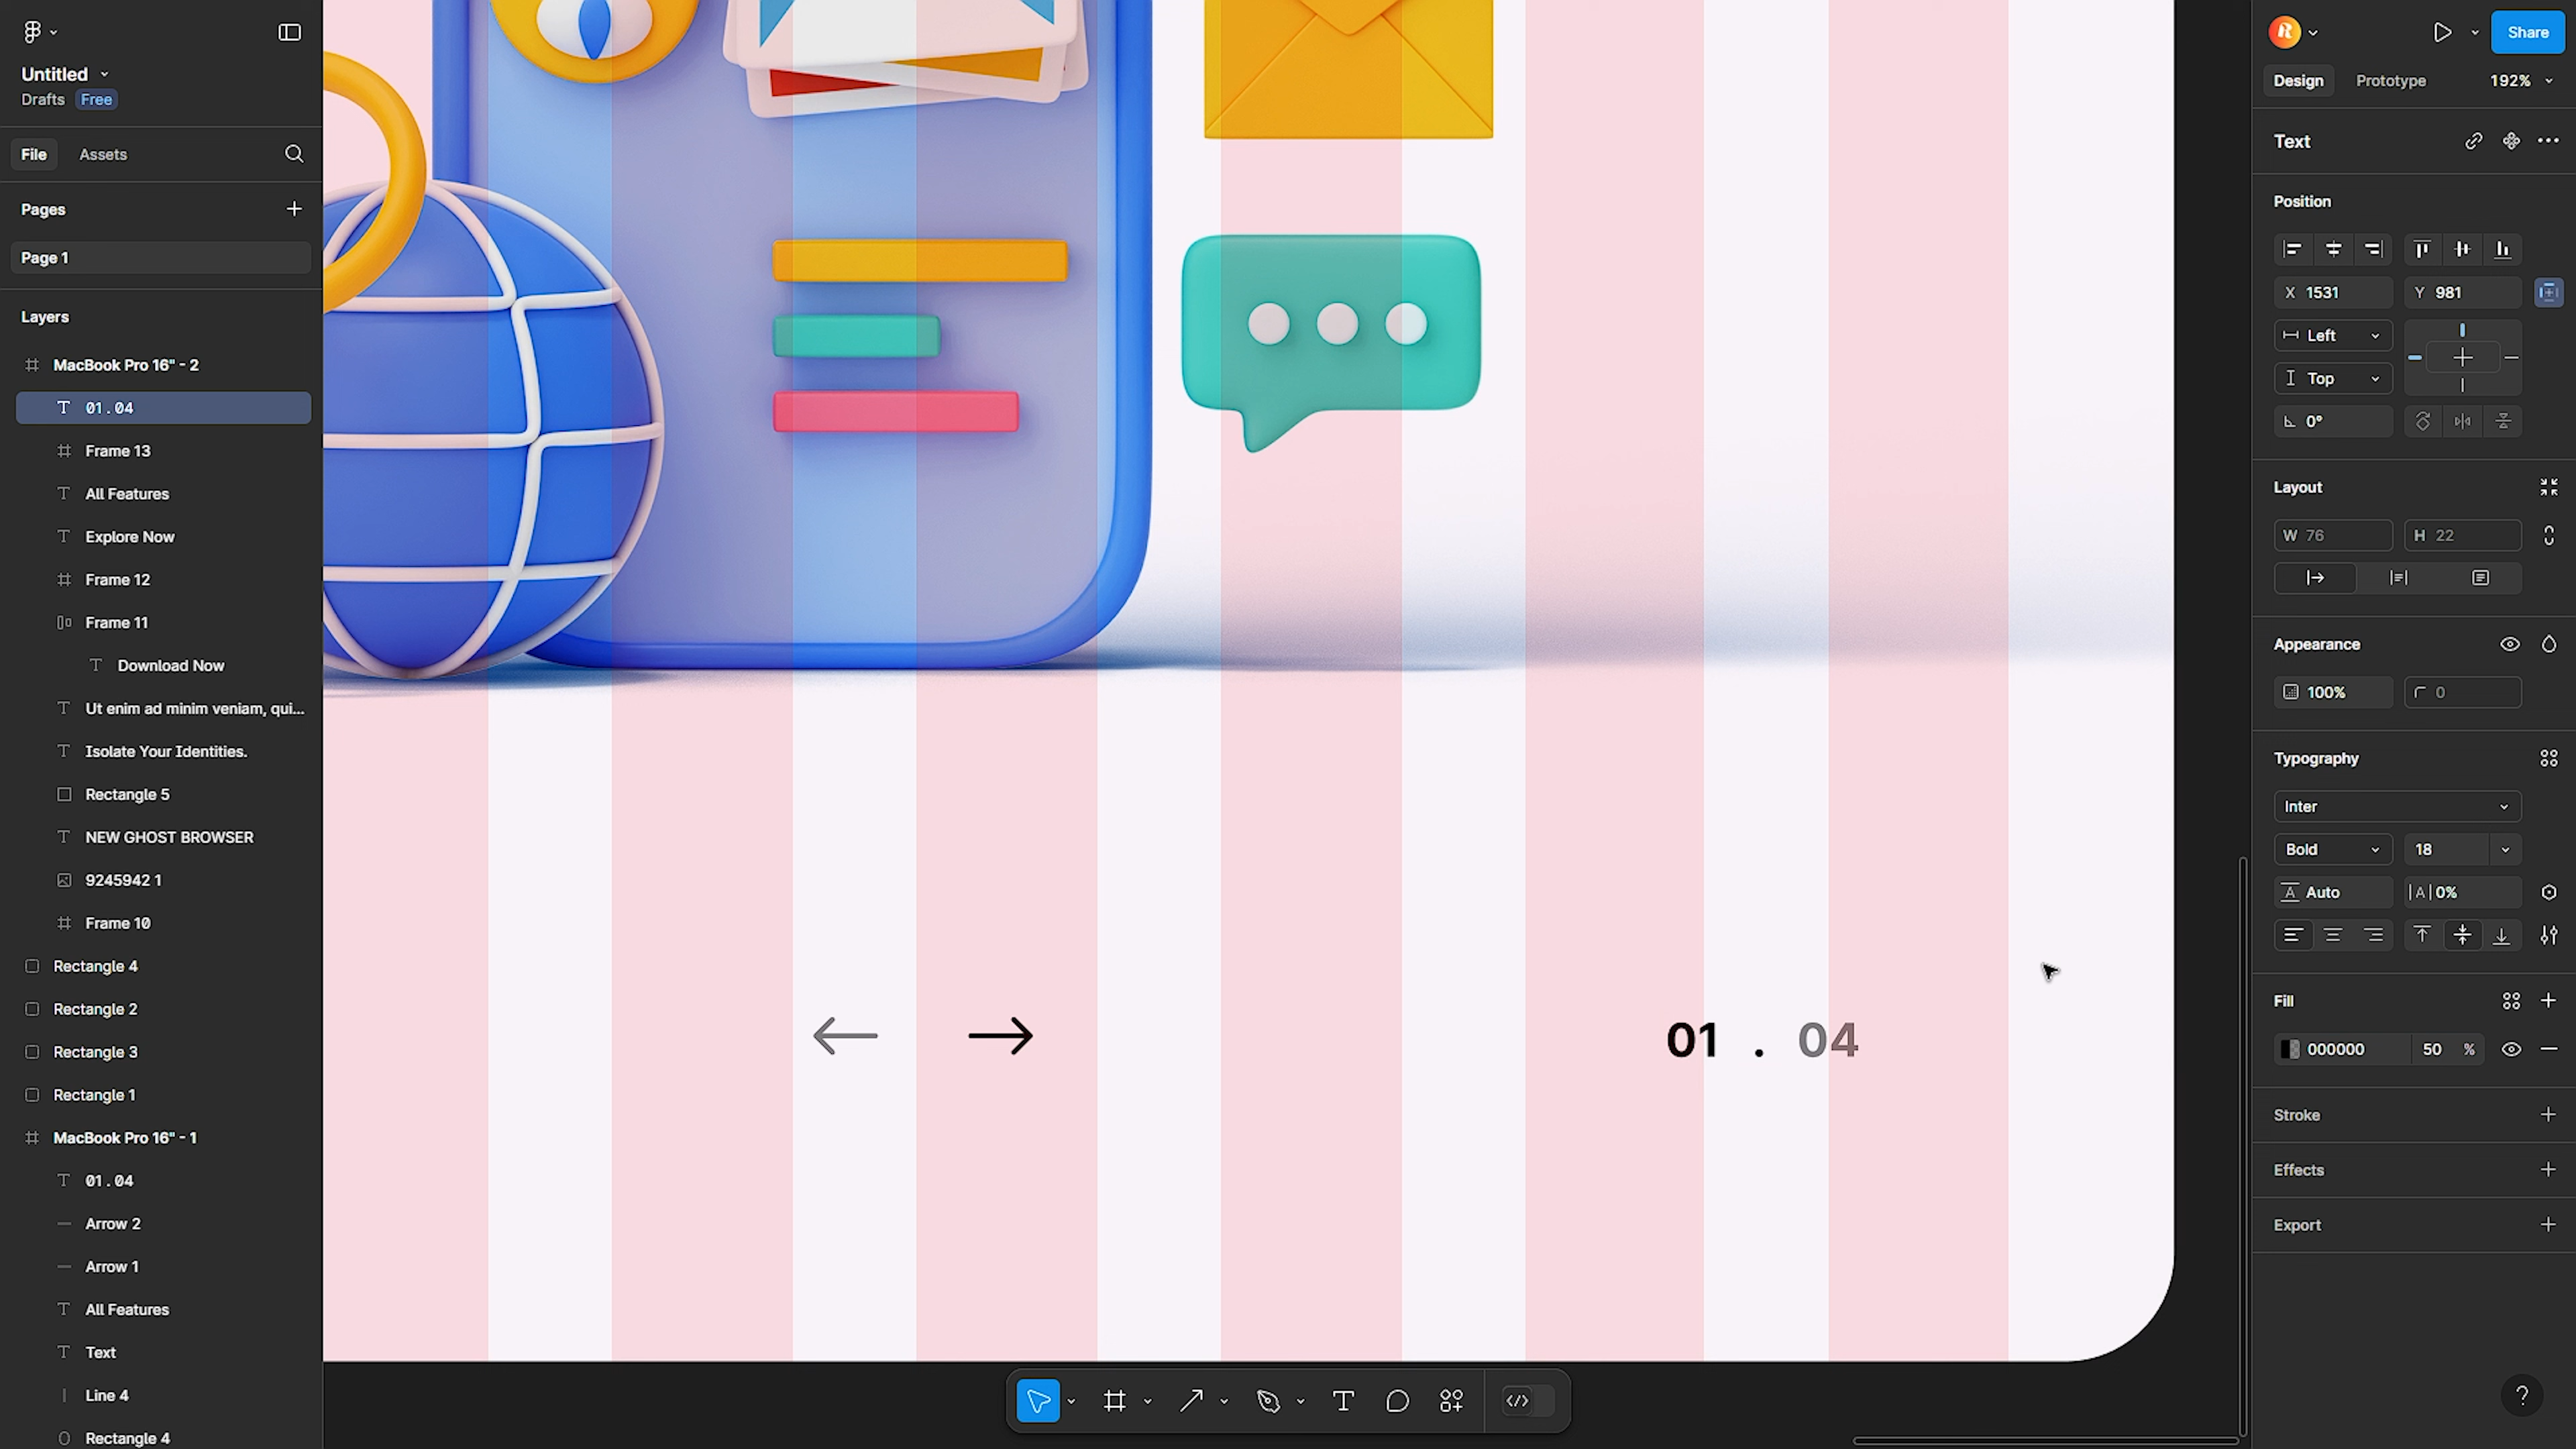 Untitled
Drafts Free
File Assets
Pages
Page 1
Layers
MacBook Pro 16" - 2
01 . 04
Frame 13
All Features
Explore Now
Frame 12
Frame 11
Download Now
Ut enim ad minim veniam, qui...
Isolate Your Identities.
Rectangle 5
NEW GHOST BROWSER
9245942 1
Frame 10
Rectangle 4
Rectangle 2
Rectangle 3
Rectangle 1
MacBook Pro 16" - 1
01 . 04
Arrow 2
Arrow 1
All Features
Text
Line 4
Rectangle 4
01 . 04
Share
Design Prototype 192%
Text
Position
X 1531 Y 981
Left
Top
0°
Layout
W 76 H 22
Appearance
100% 0
Typography
Inter
Bold 18
Auto 0%
Fill
000000 50 %
Stroke
Effects
Export
?